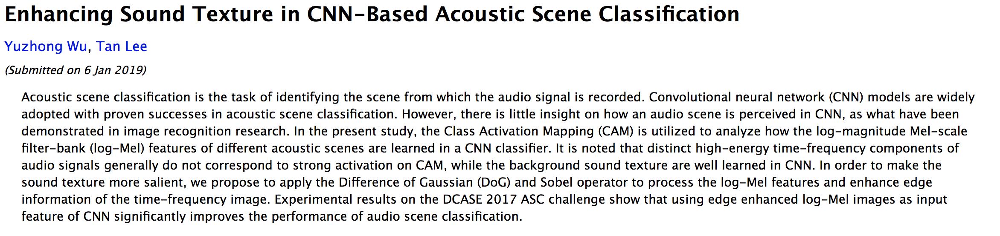 Enhancing Sound Texture in CNN-Based Acoustic Scene Classification
Yuzhong Wu, Tan Lee
(Submitted on 6 Jan 2019)
Acoustic scene classification is the task of identifying the scene from which the audio signal is recorded. Convolutional neural network (CNN) models are widely
adopted with proven successes in acoustic scene classification. However, there is little insight on how an audio scene is perceived in CNN, as what have been
demonstrated in image recognition research. In the present study, the Class Activation Mapping (CAM) is utilized to analyze how the log-magnitude Mel-scale
filter-bank (log-Mel) features of different acoustic scenes are learned in a CNN classifier. It is noted that distinct high-energy time-frequency components of
audio signals generally do not correspond to strong activation on CAM, while the background sound texture are well learned in CNN. In order to make the
sound texture more salient, we propose to apply the Difference of Gaussian (DoG) and Sobel operator to process the log-Mel features and enhance edge
information of the time-frequency image. Experimental results on the DCASE 2017 ASC challenge show that using edge enhanced log-Mel images as input
feature of CNN significantly improves the performance of audio scene classification.